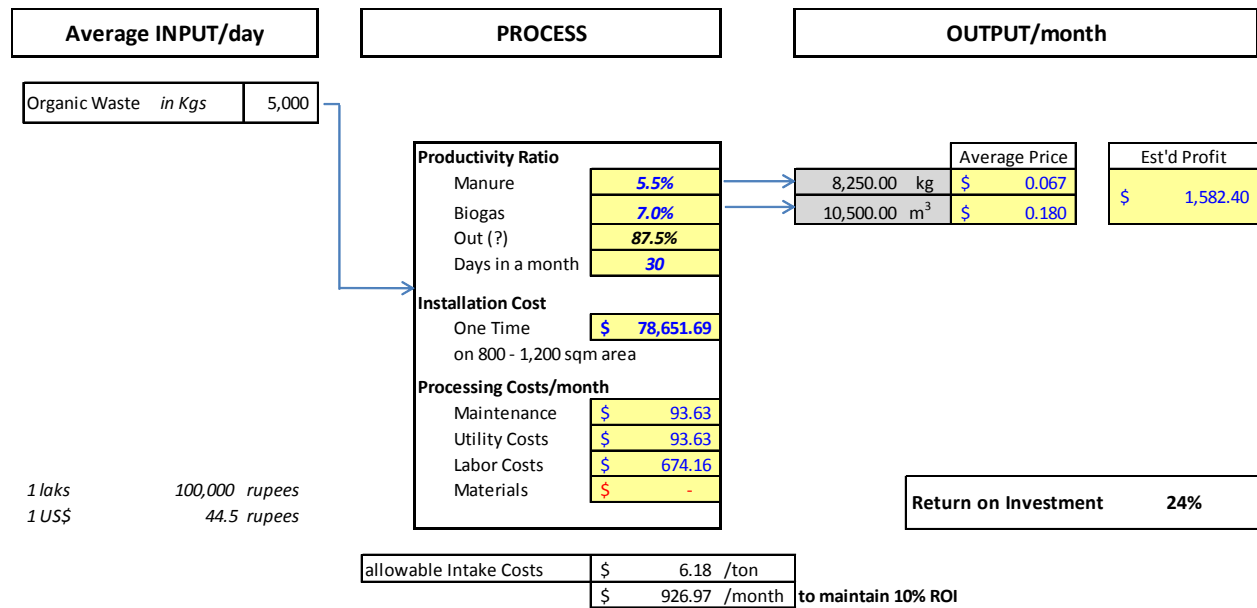 Average INPUT/day PROCESS OUTPUT/month
Organic Waste in Kgs 5,000
Productivity Ratio Average Price Est'd Profit
Manure 5.5% 8,250.00 kg $ 0.067
$ 1,582.40
Biogas 7.0% 10,500.00 m³ $ 0.180
Out (?) 87.5%
Days in a month 30
Installation Cost
One Time $ 78,651.69
on 800 - 1,200 sqm area
Processing Costs/month
Maintenance $ 93.63
Utility Costs $ 93.63
Labor Costs $ 674.16
Materials $ -
1 laks 100,000 rupees
1 US$ 44.5 rupees
Return on Investment 24%
allowable Intake Costs $ 6.18 /ton
$ 926.97 /month to maintain 10% ROI